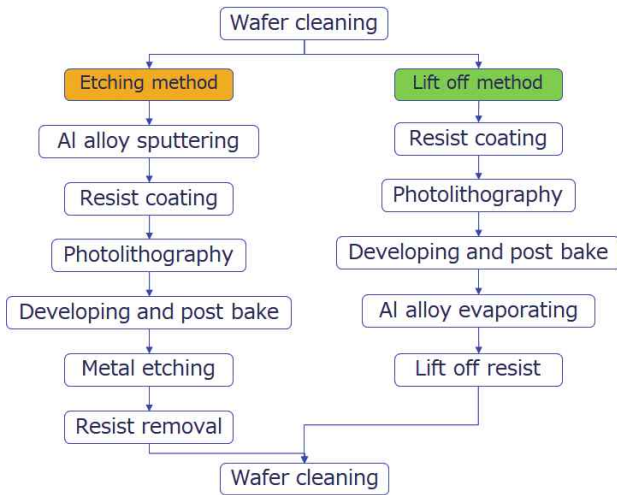 Wafer cleaning
Etching method
Lift off method
Al alloy sputtering
Resist coating
Resist coating
Photolithography
Photolithography
Developing and post bake
Developing and post bake
Al alloy evaporating
Metal etching
Lift off resist
Resist removal
Wafer cleaning